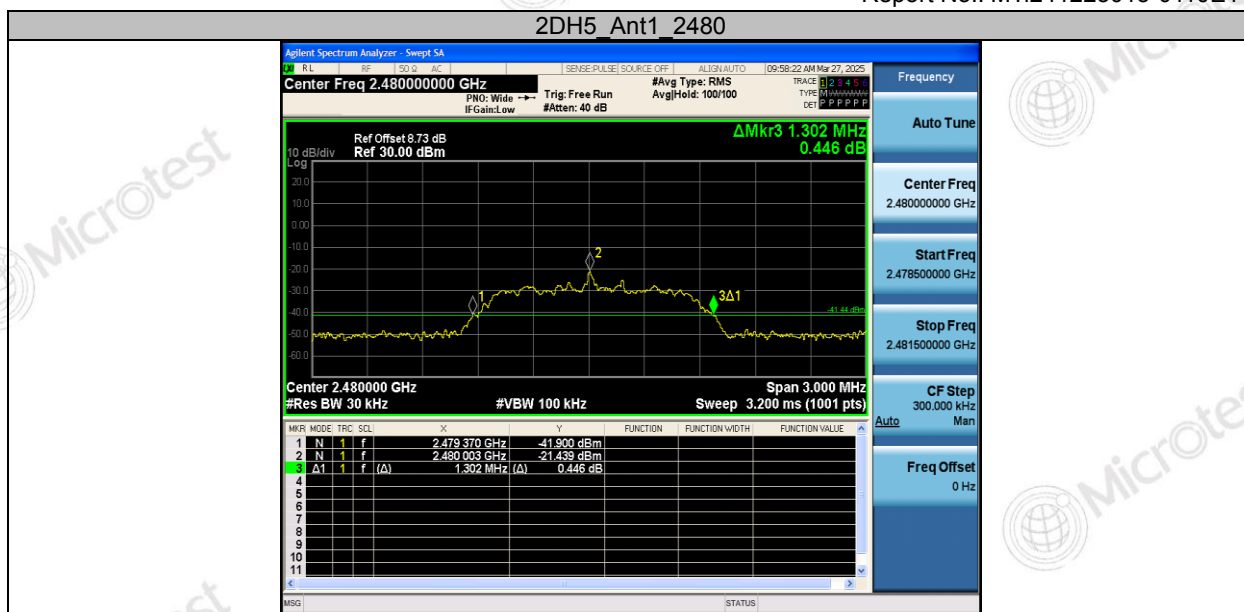 2DH5_Ant1_2480
Agilent Spectrum Analyzer - Swept SA
RL RF 50 Ω AC SENSE:PULSE SOURCE OFF ALIGNAUTO 09:58:22 AM Mar 27, 2025
Center Freq 2.480000000 GHz
PNO: Wide
IFGain:Low
Trig: Free Run
#Atten: 40 dB
#Avg Type: RMS
Avg|Hold: 100/100
TRACE 1 2 3 4 5 6
TYPE M
DET P P P P P P
Frequency
Auto Tune
Center Freq
2.480000000 GHz
Start Freq
2.478500000 GHz
Stop Freq
2.481500000 GHz
CF Step
300.000 kHz
Auto Man
Freq Offset
0 Hz
ΔMkr3 1.302 MHz
0.446 dB
Ref Offset 8.73 dB
10 dB/div Ref 30.00 dBm
Log
20.0
10.0
0.00
-10.0
-20.0
-30.0
-40.0
-50.0
-60.0
1
2
3Δ1
-41.44 dBm
Center 2.480000 GHz Span 3.000 MHz
#Res BW 30 kHz #VBW 100 kHz Sweep 3.200 ms (1001 pts)
MKR MODE TRC SCL X Y FUNCTION FUNCTION WIDTH FUNCTION VALUE
1 N 1 f 2.479 370 GHz -41.900 dBm
2 N 1 f 2.480 003 GHz -21.439 dBm
3 Δ1 1 f (Δ) 1.302 MHz (Δ) 0.446 dB
4
5
6
7
8
9
10
11
MSG STATUS
Microtest
Microtest